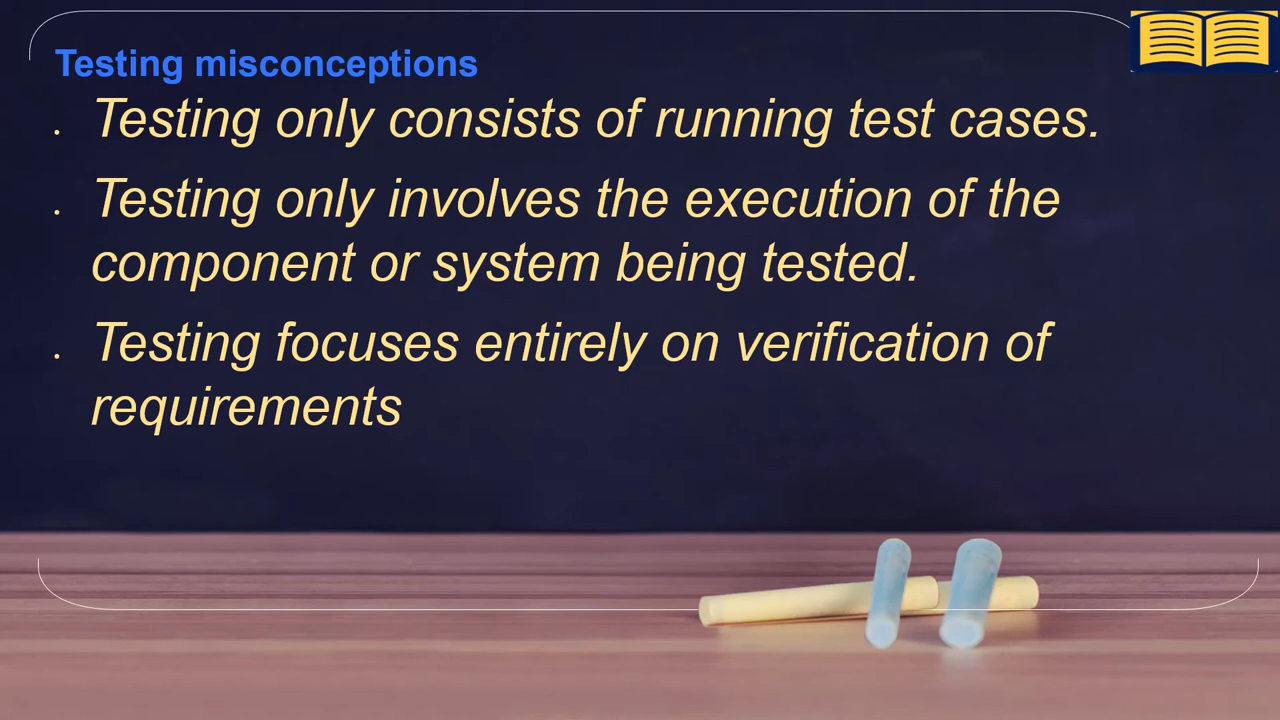 Testing misconceptions
. Testing only consists of running test cases.
. Testing only involves the execution of the
component or system being tested.
. Testing focuses entirely on verification of
requirements